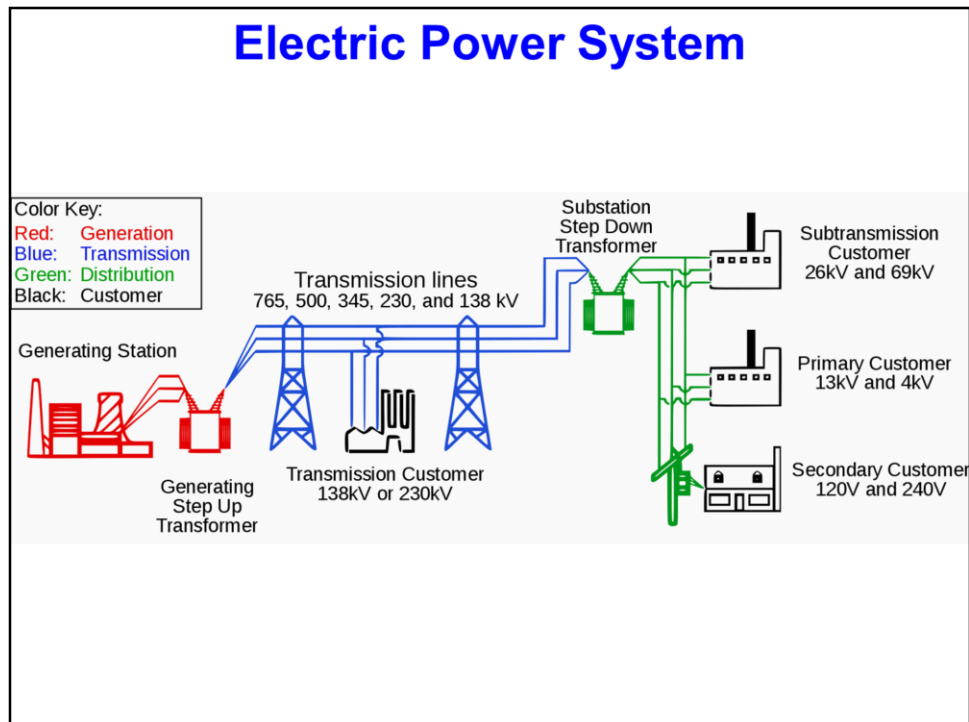 Electric Power System
Color Key:
Red: Generation
Blue: Transmission
Green: Distribution
Black: Customer
Generating Station
Generating
Step Up
Transformer
Transmission lines
765, 500, 345, 230, and 138 kV
Transmission Customer
138kV or 230kV
Substation
Step Down
Transformer
Subtransmission
Customer
26kV and 69kV
Primary Customer
13kV and 4kV
Secondary Customer
120V and 240V